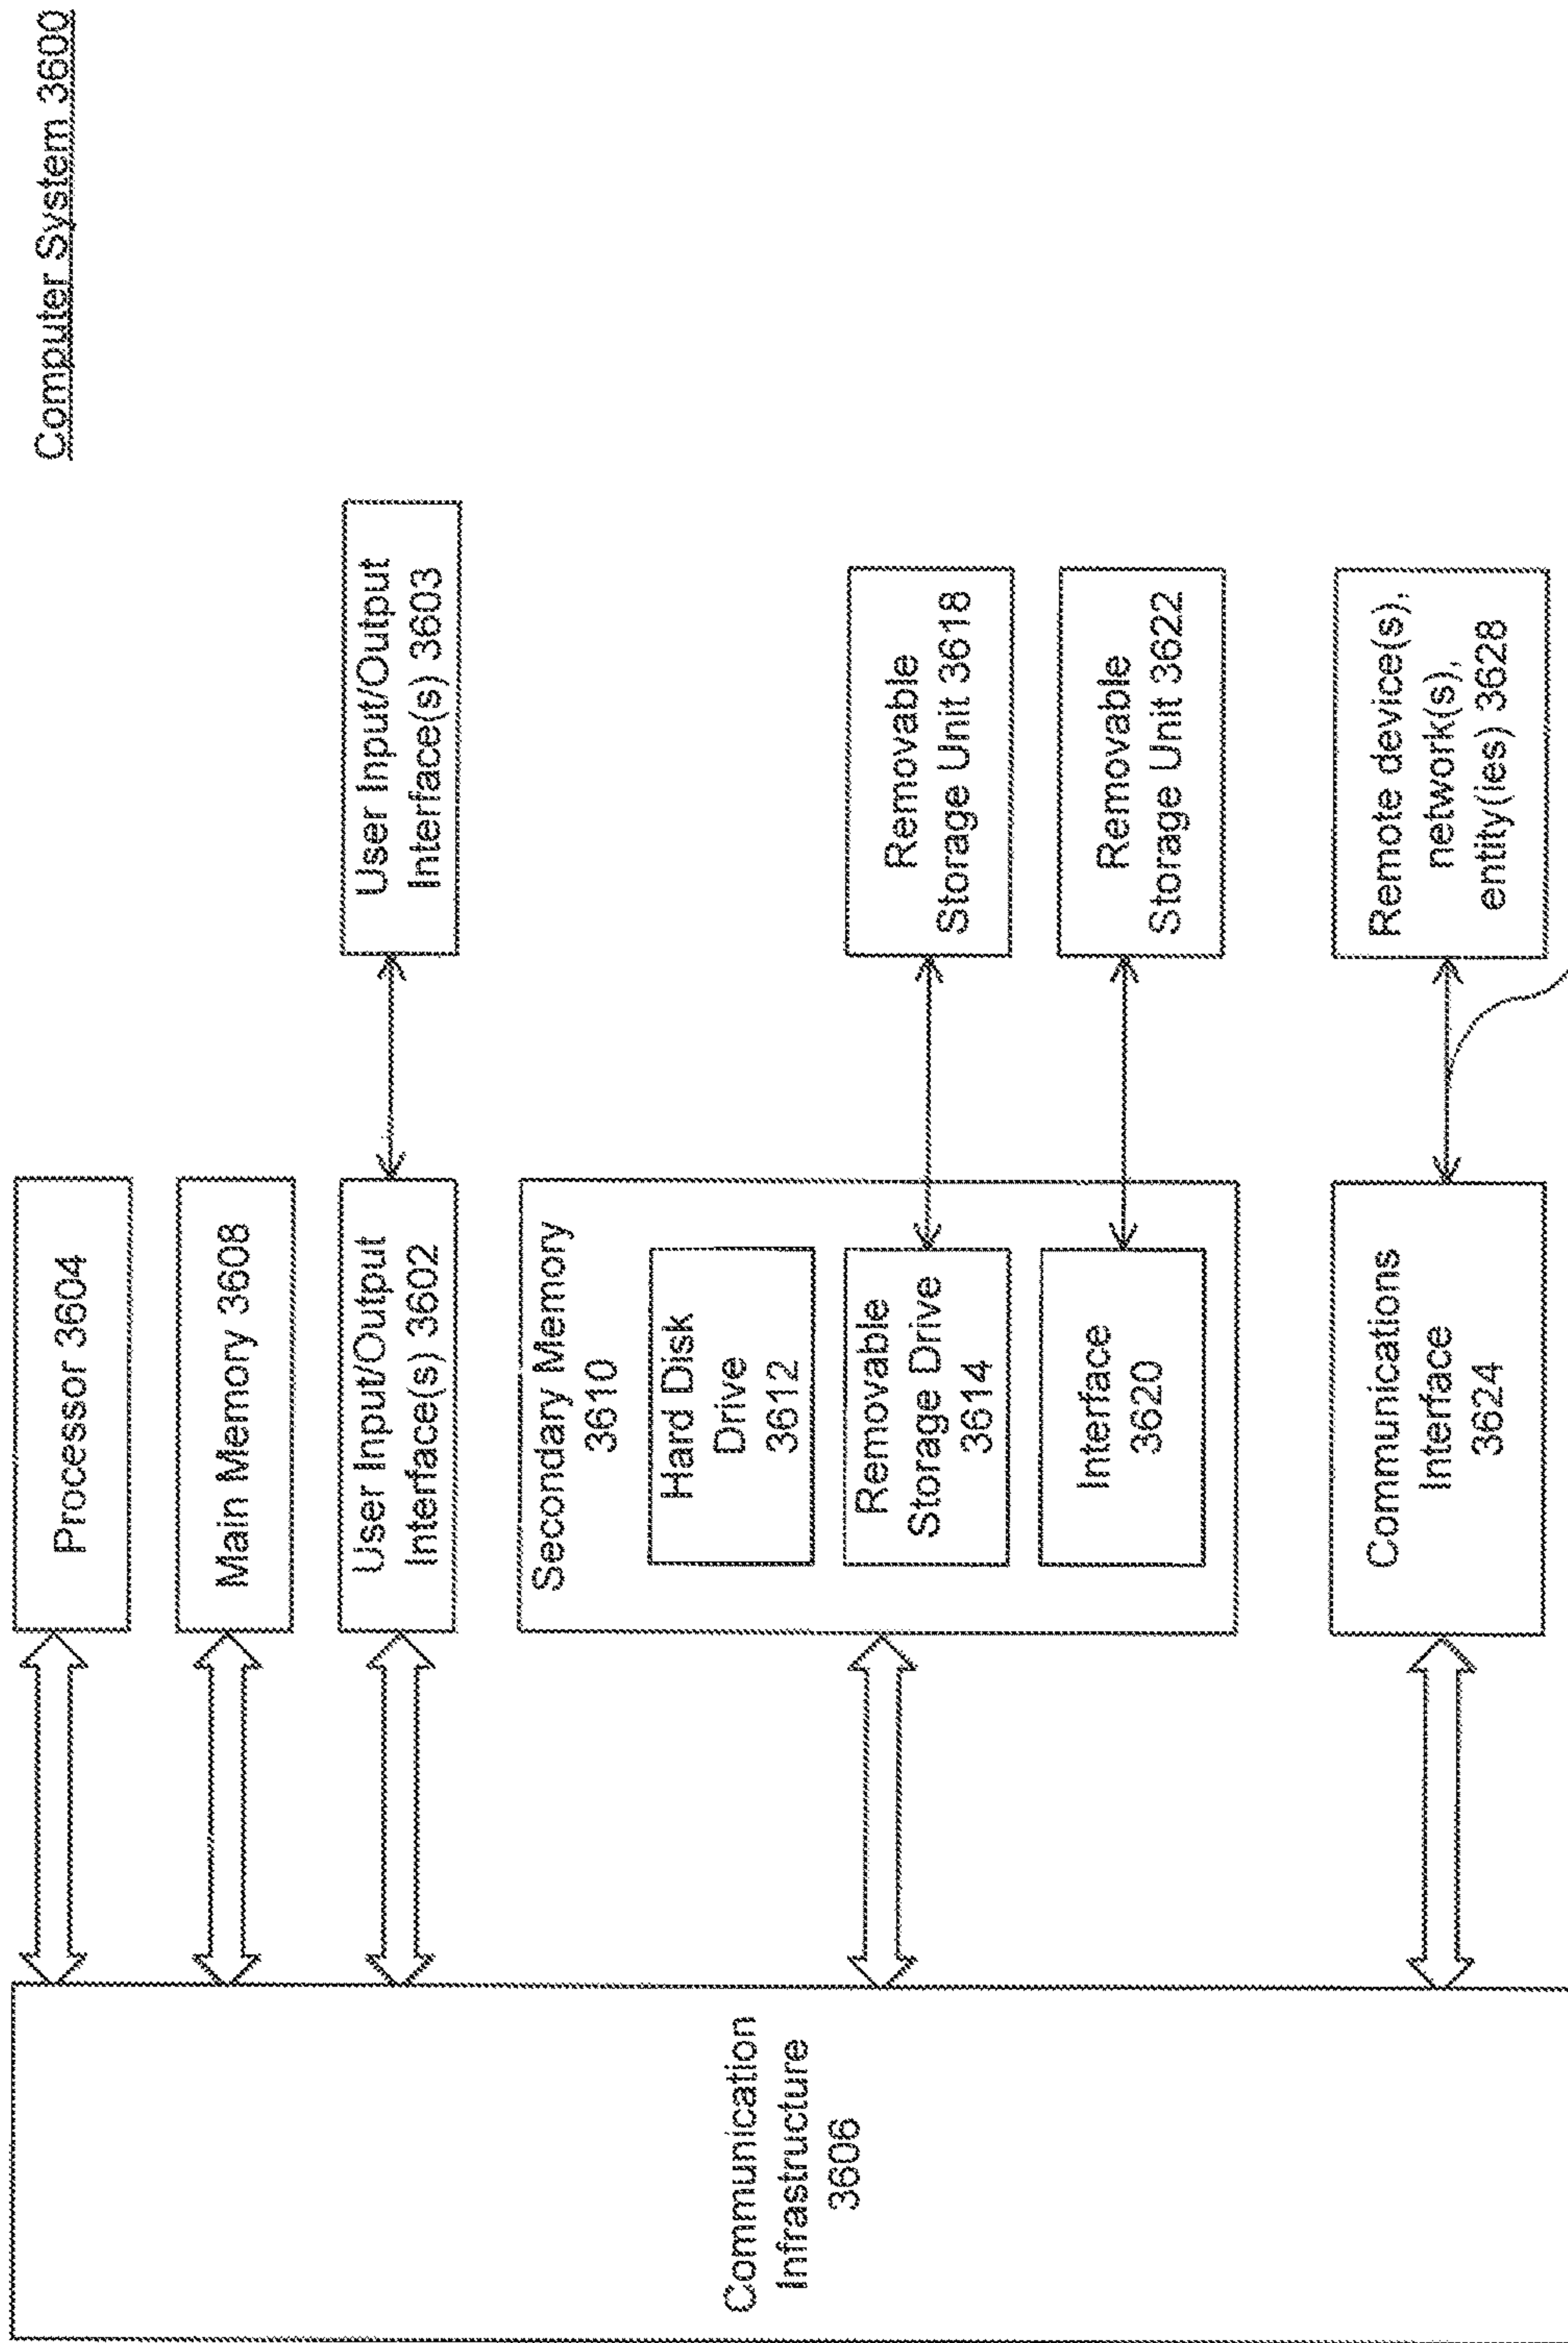 Computer System 3600
Processor 3604
Main Memory 3608
User Input/Output
Interface(s) 3602
User Input/Output
Interface(s) 3603
Secondary Memory
3610
Hard Disk
Drive
3612
Removable
Storage Drive
3614
Removable
Storage Unit 3618
Interface
3620
Removable
Storage Unit 3622
Communications
Interface
3624
Remote device(s),
network(s),
entity(ies) 3628
Communication
Infrastructure
3606